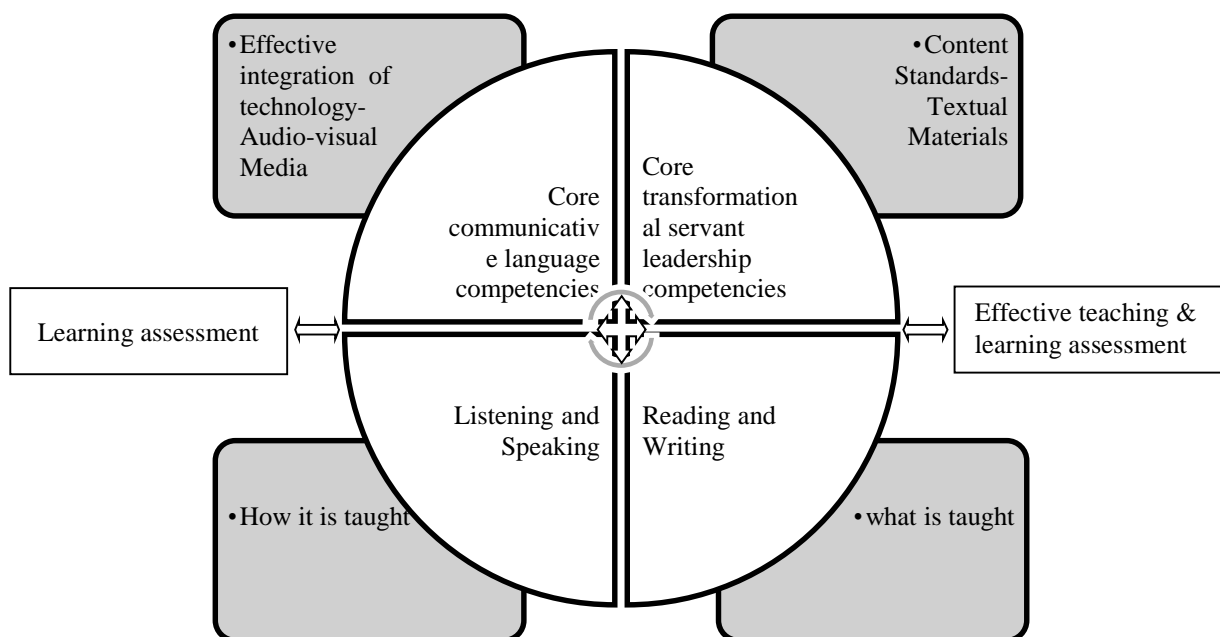 •Effective
integration of
technology-
Audio-visual
Media
•Content
Standards-
Textual
Materials
Core
communicativ
e language
competencies
Core
transformation
al servant
leadership
competencies
Learning assessment
Effective teaching &
learning assessment
Listening and
Speaking
Reading and
Writing
•How it is taught
•what is taught